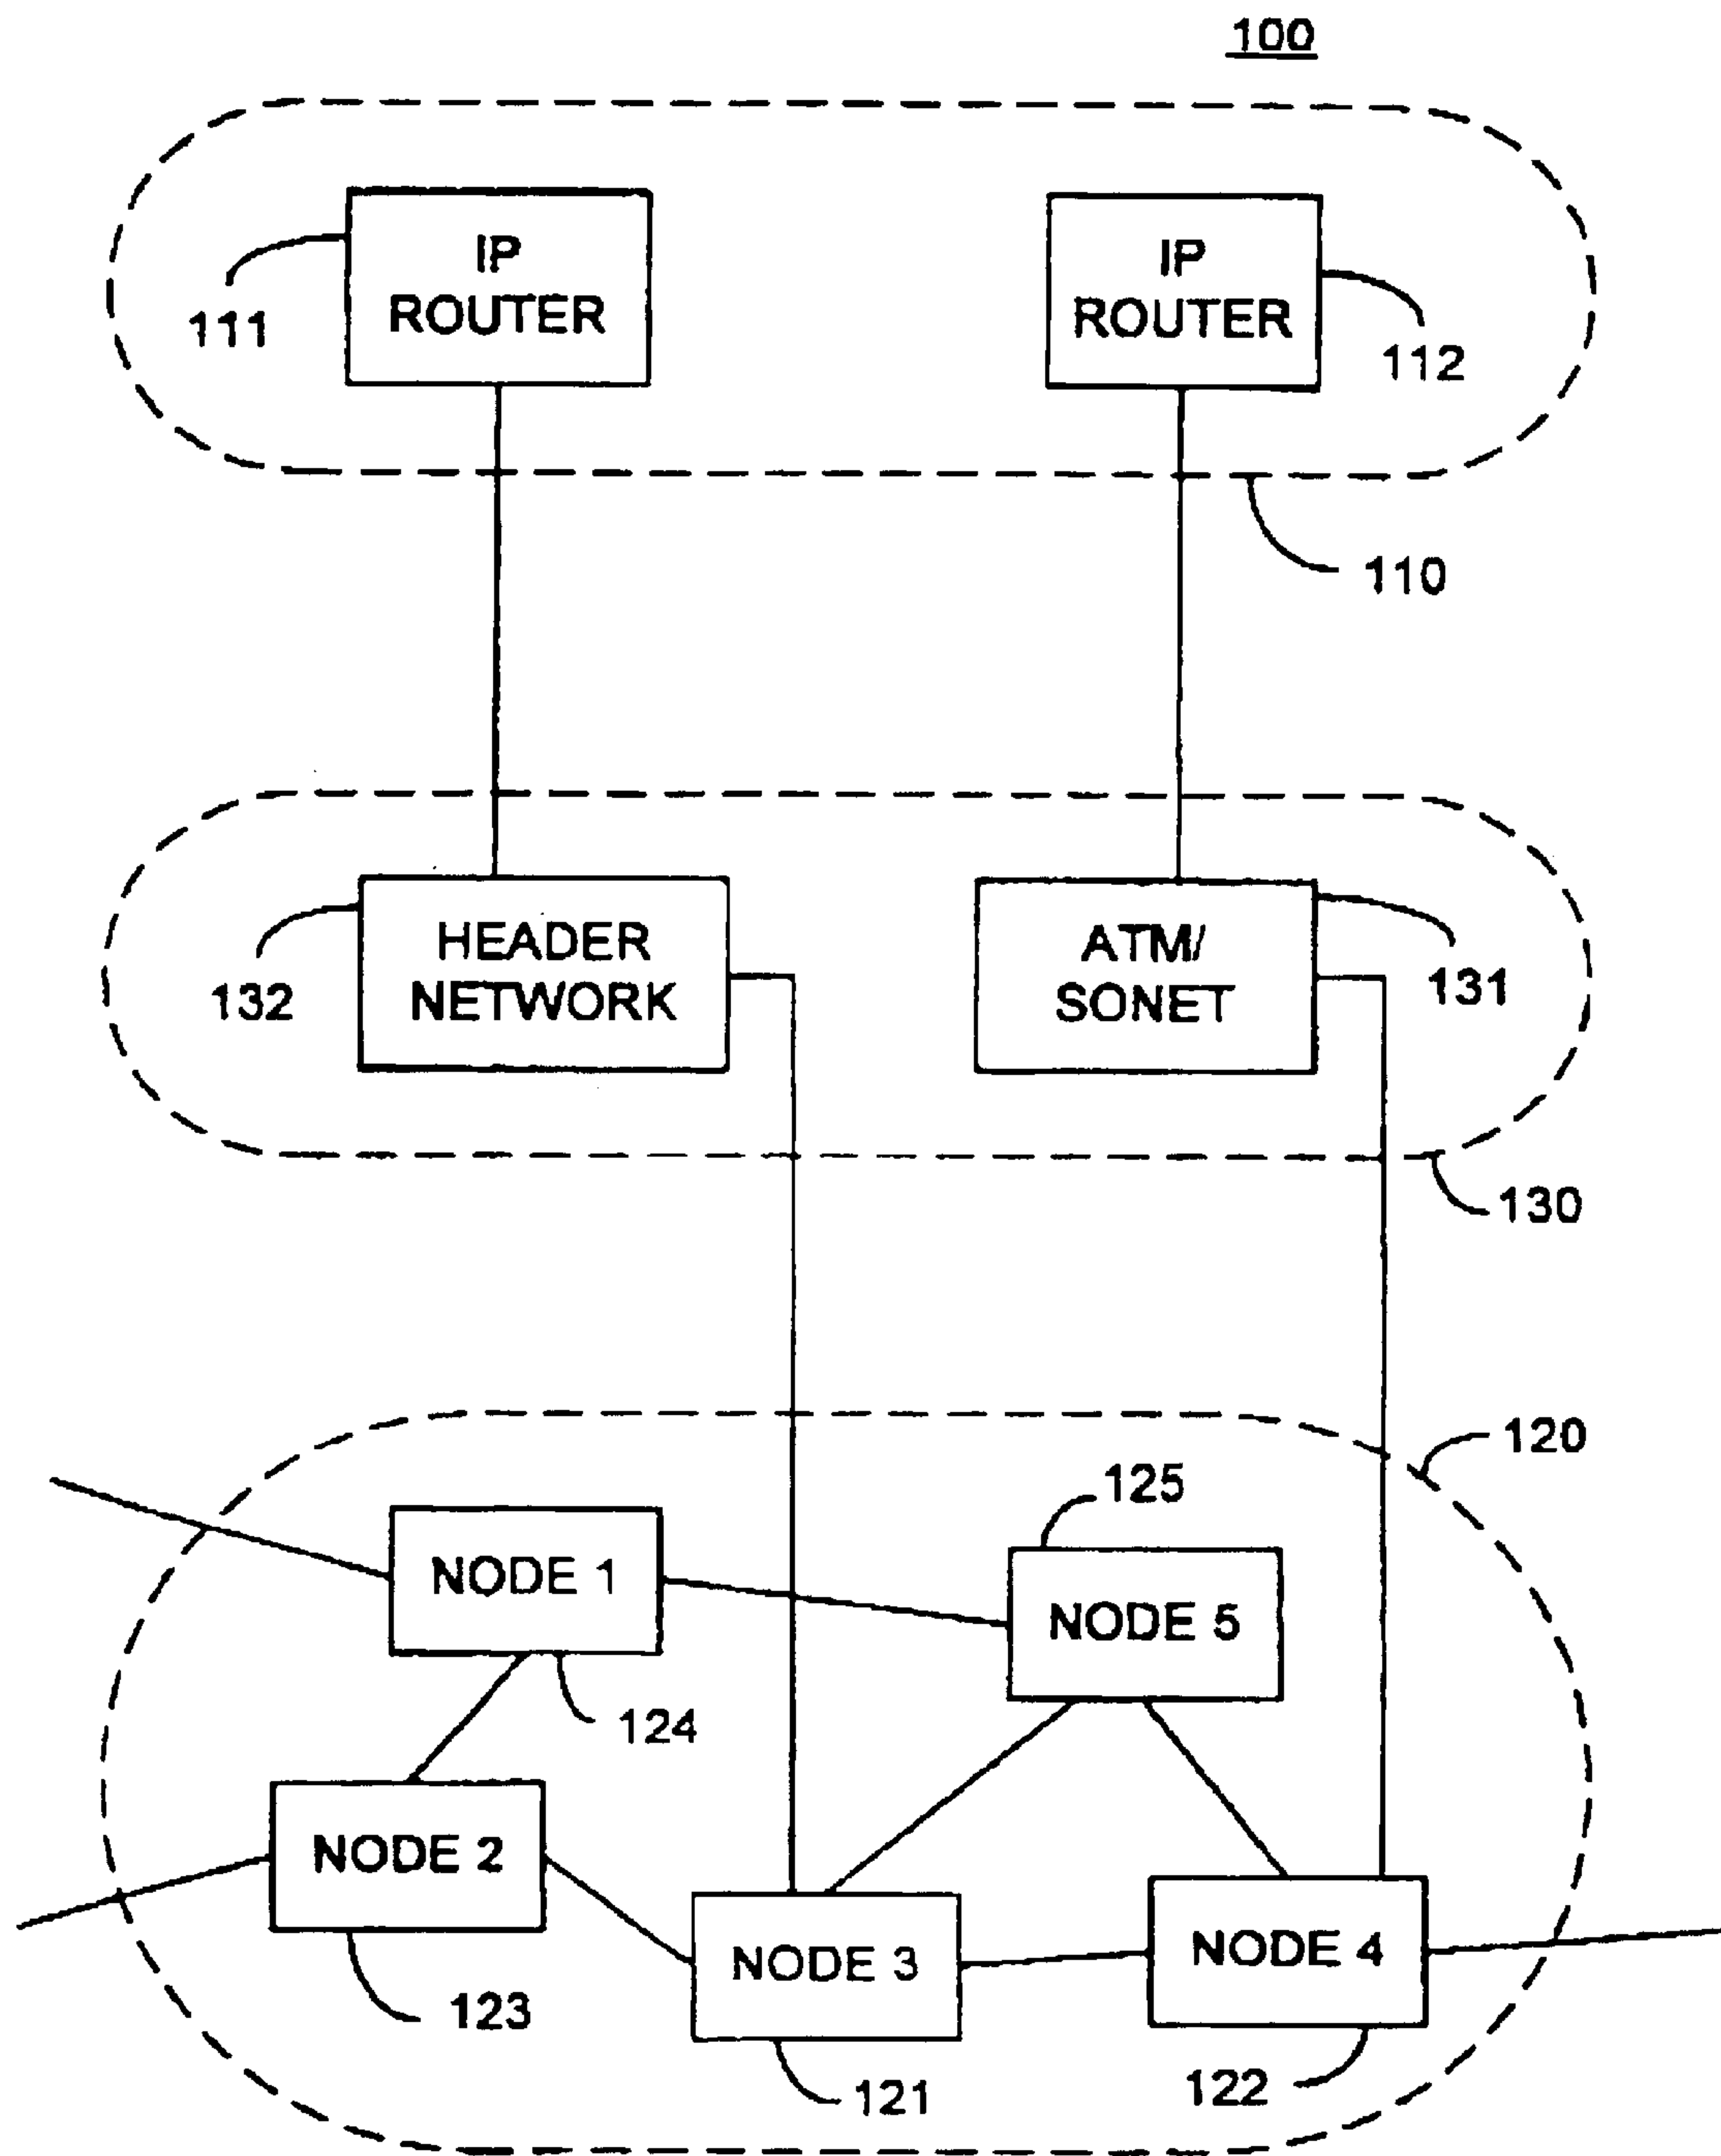 100
IP
ROUTER
111
IP
ROUTER
112
110
HEADER
NETWORK
132
ATM/
SONET
131
130
120
125
NODE 1
NODE 5
124
NODE 2
NODE 3
NODE 4
123
121
122